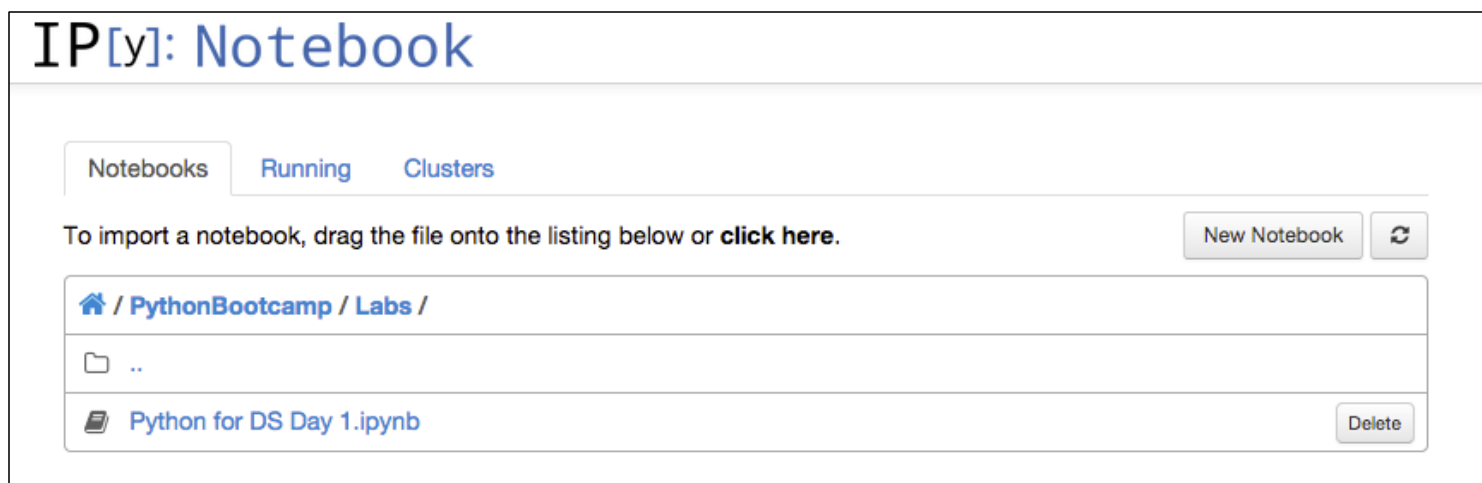 IP[y]: Notebook
Notebooks Running Clusters
To import a notebook, drag the file onto the listing below or click here. New Notebook
/ PythonBootcamp / Labs /
..
Python for DS Day 1.ipynb Delete